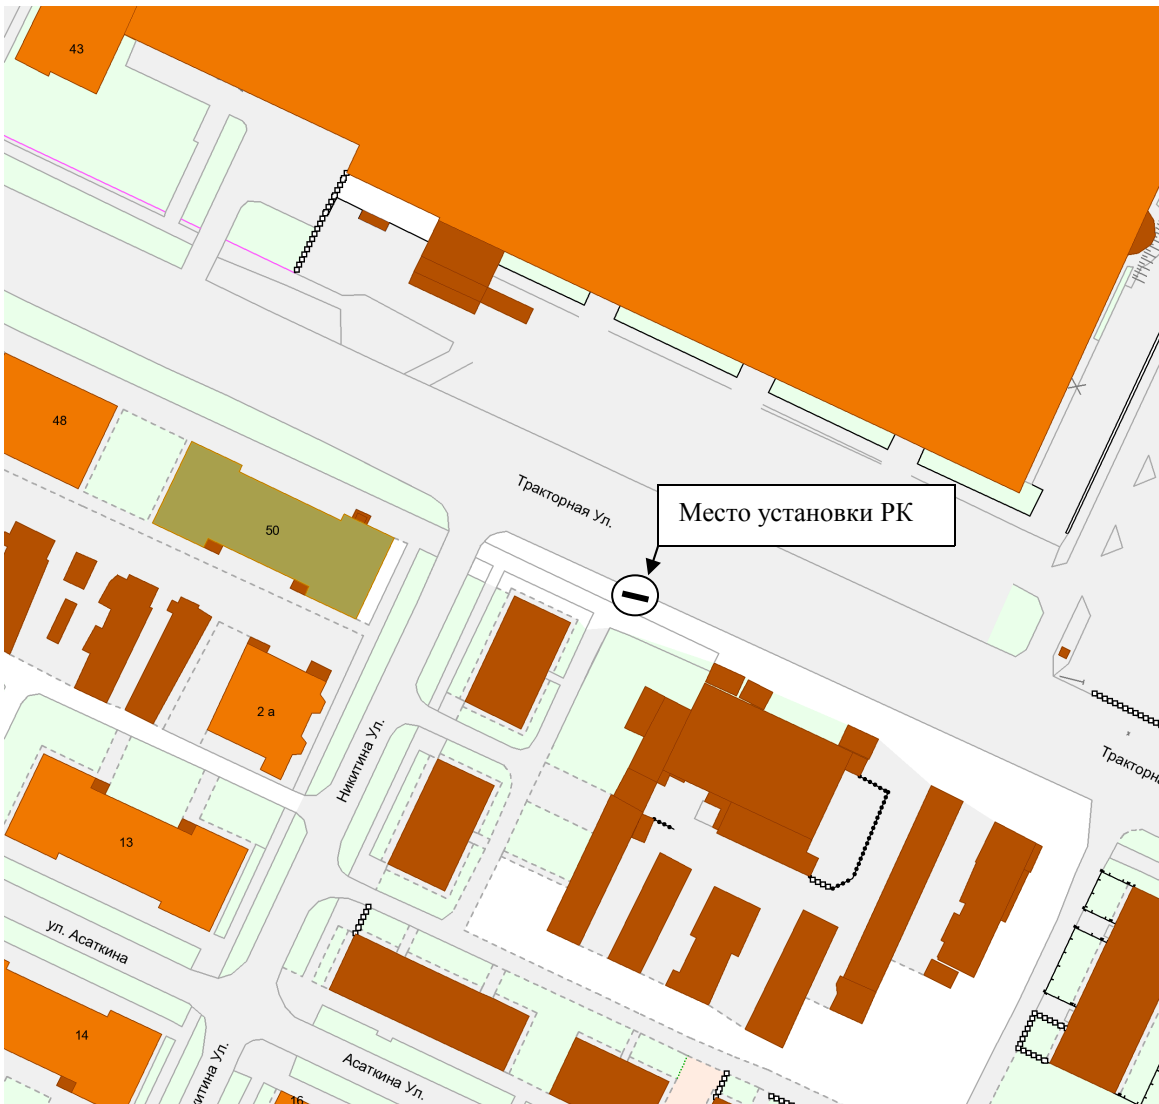 43
48
50
Тракторная Ул.
Место установки РК
2 а
Никитина Ул.
Тракторн
13
ул. Асаткина
14
Асаткина Ул.
китина Ул.
16